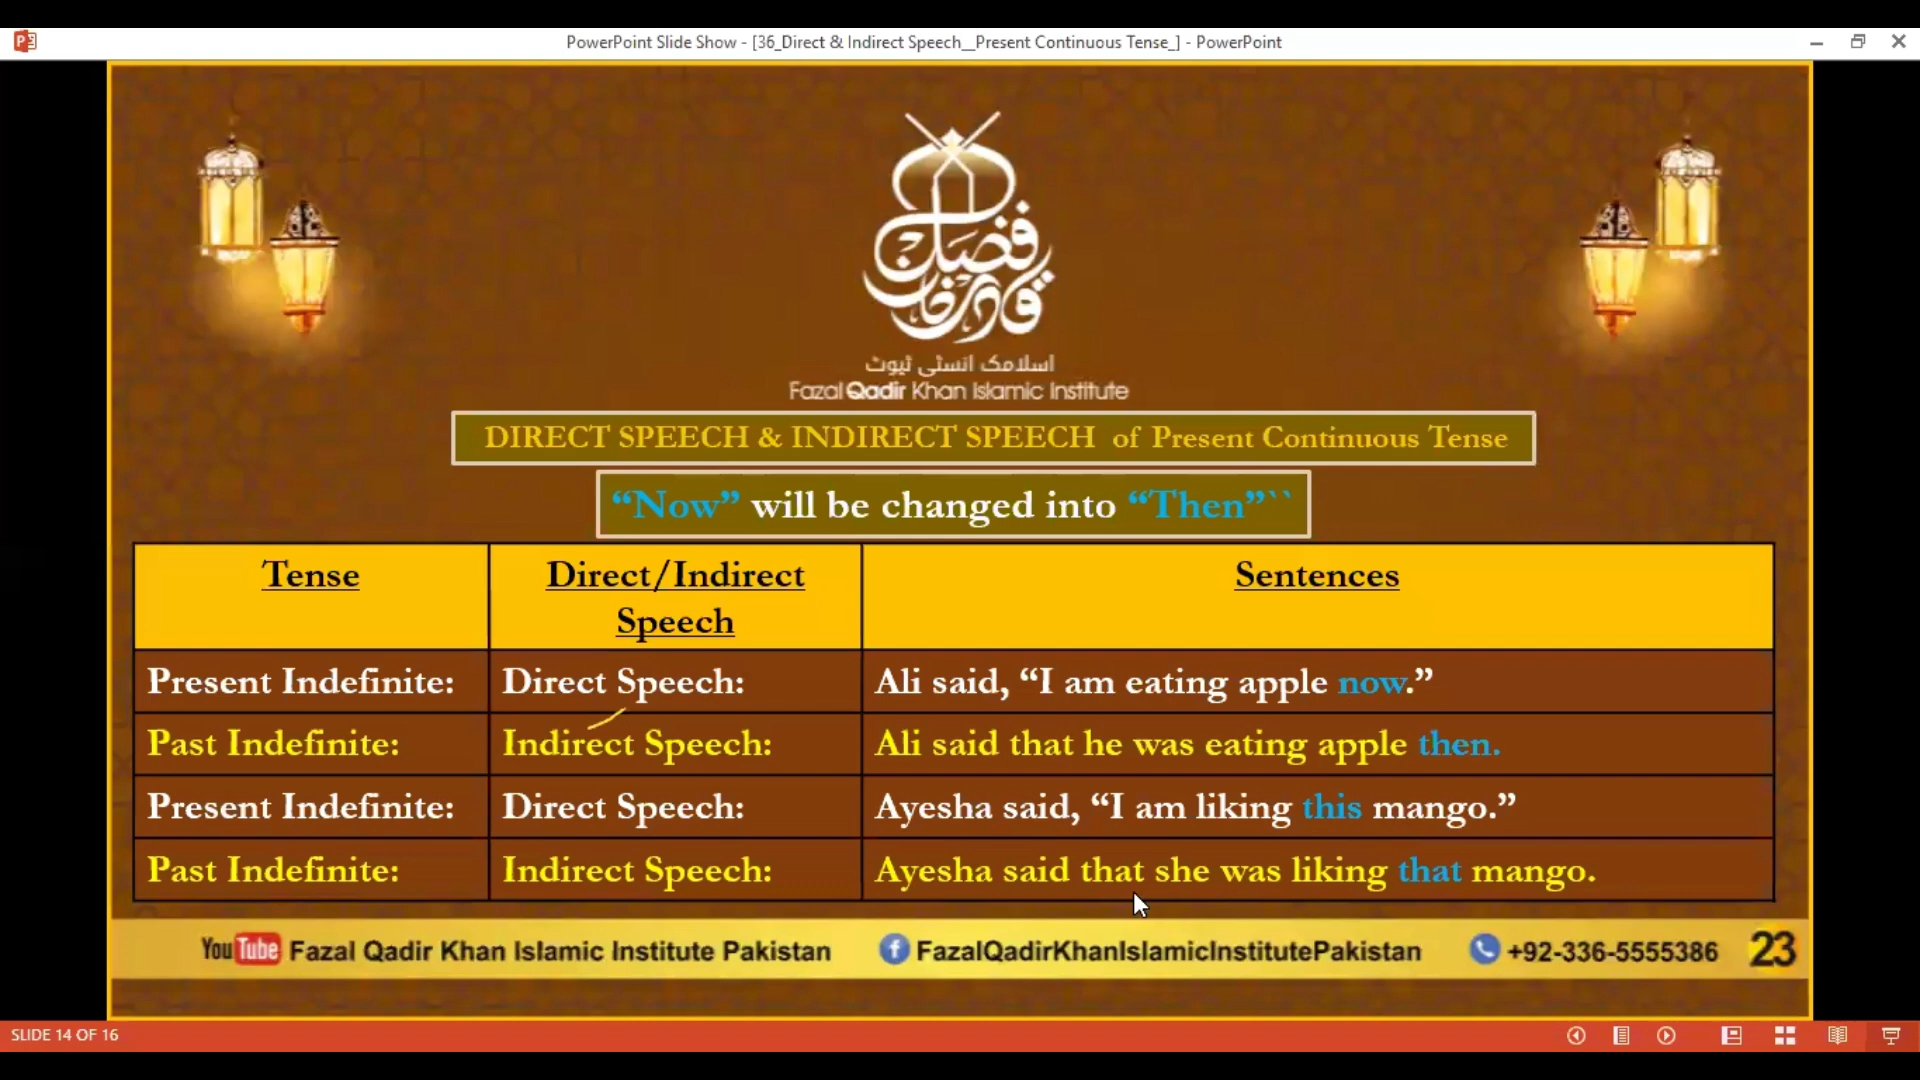 PowerPoint Slide Show - [36_Direct & Indirect Speech__Present Continuous Tense_] - PowerPoint
فضل قادر خان
اسلامک انسٹی ٹیوٹ
Fazal Qadir Khan Islamic Institute
DIRECT SPEECH & INDIRECT SPEECH of Present Continuous Tense
“Now” will be changed into “Then”``
Tense
Direct/Indirect
Speech
Sentences
Present Indefinite: Direct Speech: Ali said, “I am eating apple now.”
Past Indefinite: Indirect Speech: Ali said that he was eating apple then.
Present Indefinite: Direct Speech: Ayesha said, “I am liking this mango.”
Past Indefinite: Indirect Speech: Ayesha said that she was liking that mango.
YouTube Fazal Qadir Khan Islamic Institute Pakistan f FazalQadirKhanIslamicInstitutePakistan +92-336-5555386 23
SLIDE 14 OF 16